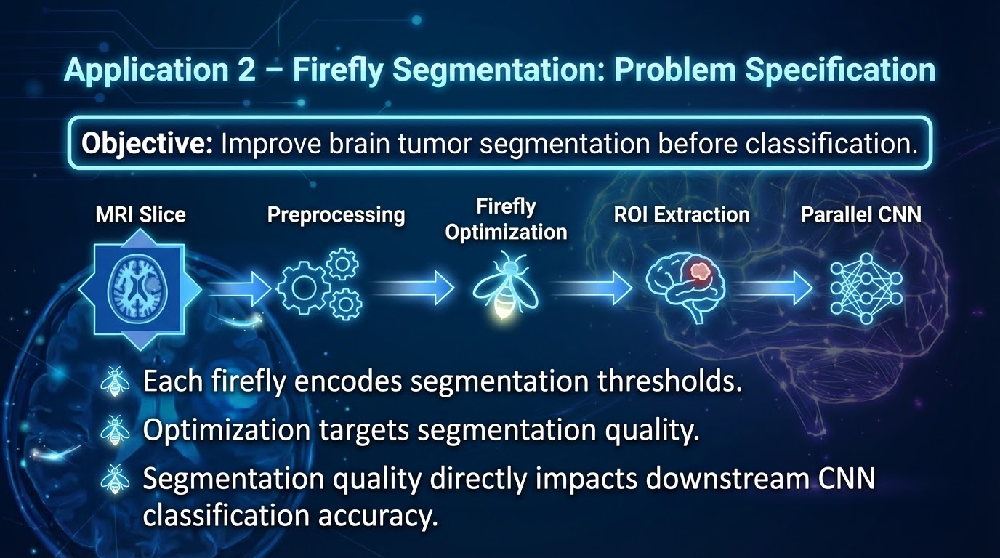 Application 2 – Firefly Segmentation: Problem Specification
Objective: Improve brain tumor segmentation before classification.
MRI Slice
Preprocessing
Firefly
Optimization
ROI Extraction
Parallel CNN
Each firefly encodes segmentation thresholds.
Optimization targets segmentation quality.
Segmentation quality directly impacts downstream CNN
classification accuracy.